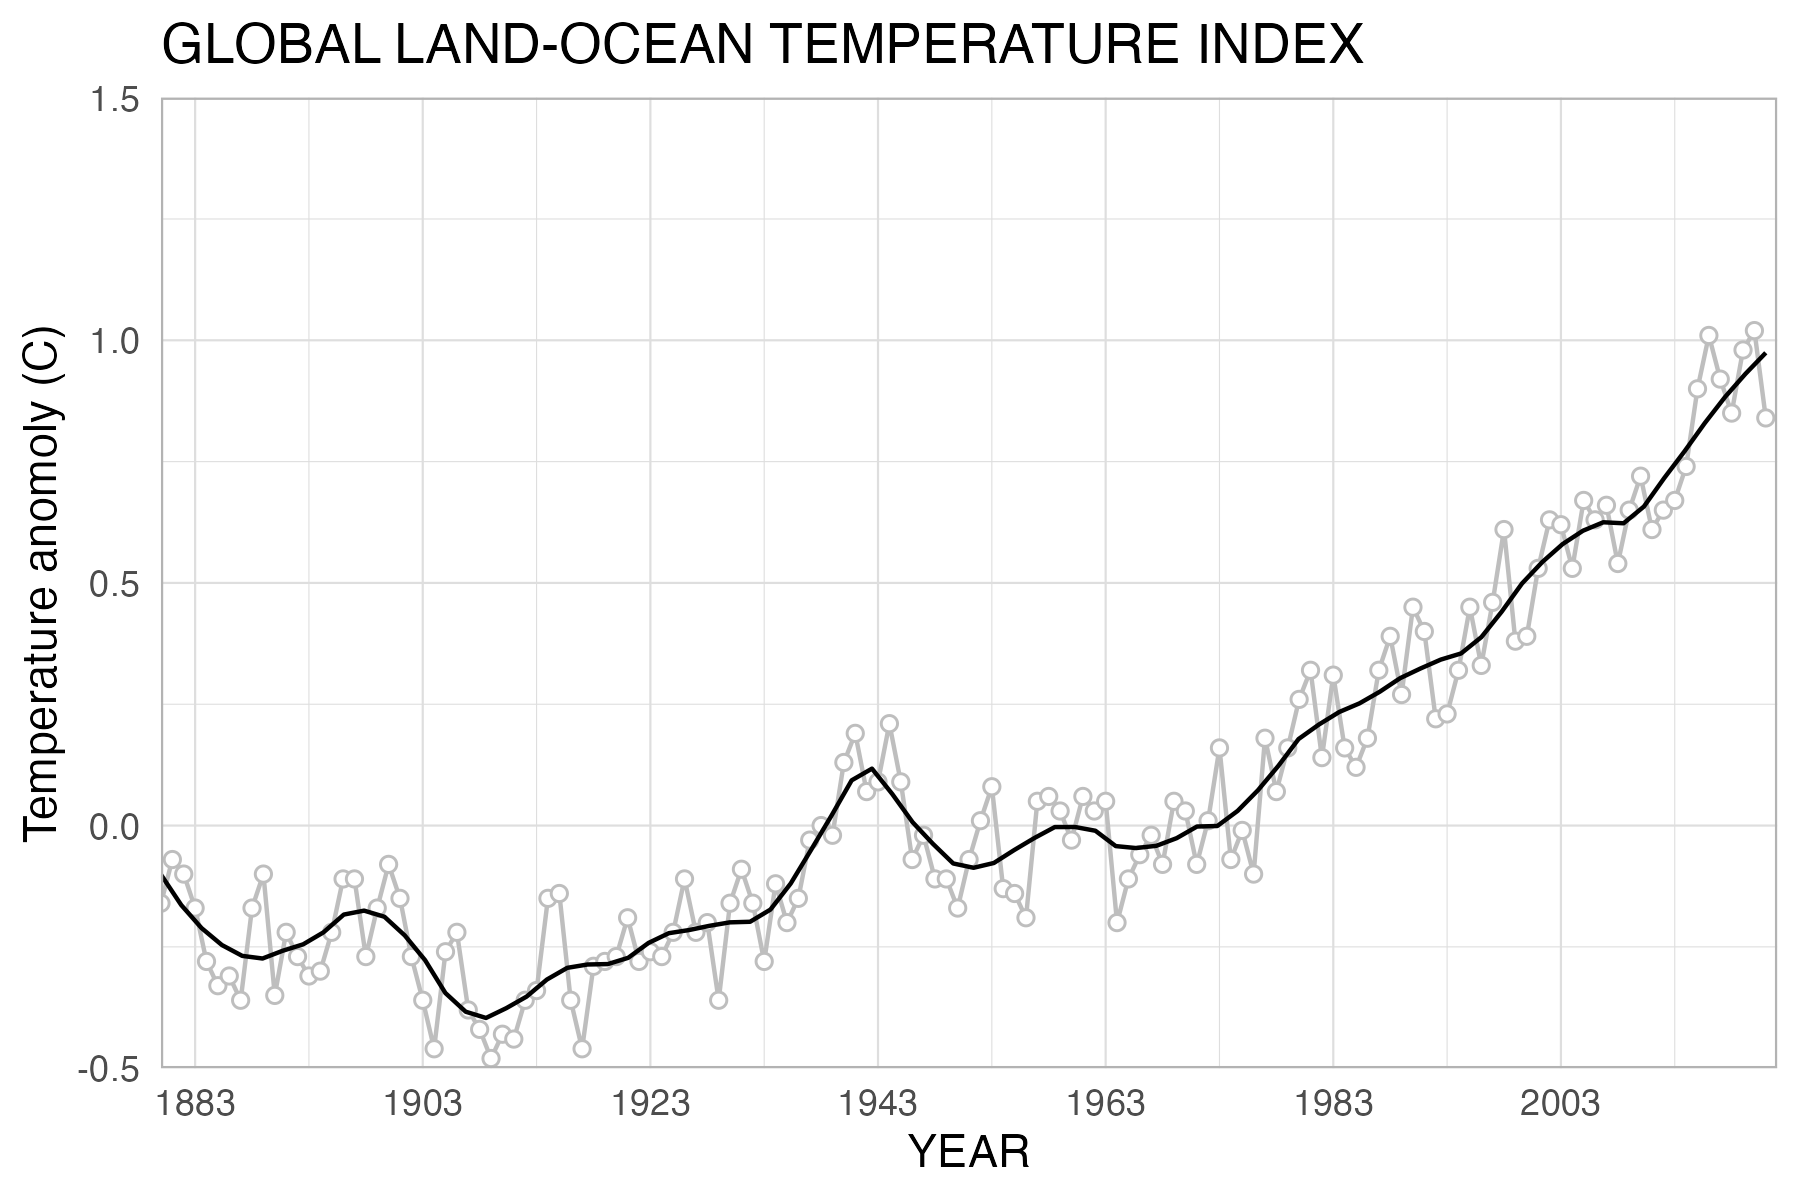 GLOBAL LAND-OCEAN TEMPERATURE INDEX
1.5
1.0
0.5
0.0
-0.5
Temperature anomoly (C)
1883 1903 1923 1943 1963 1983 2003
YEAR